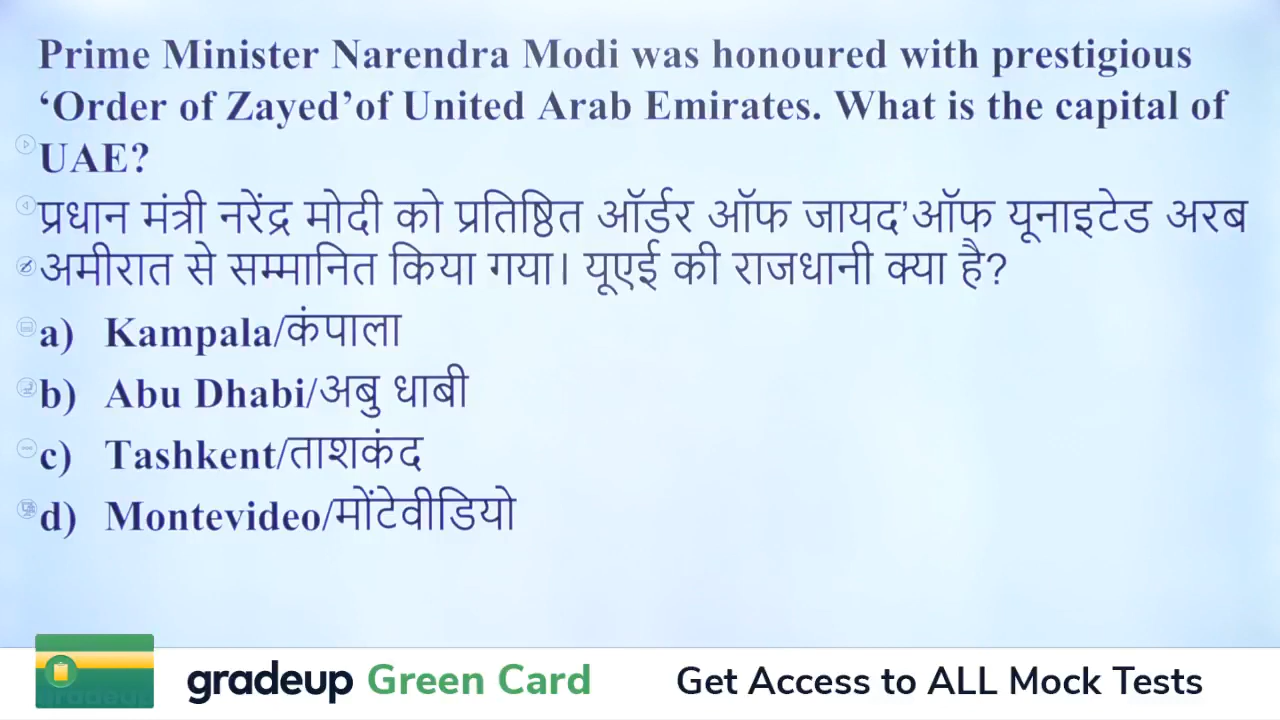 Prime Minister Narendra Modi was honoured with prestigious
‘Order of Zayed’of United Arab Emirates. What is the capital of
UAE?
प्रधान मंत्री नरेंद्र मोदी को प्रतिष्ठित ऑर्डर ऑफ जायद’ऑफ यूनाइटेड अरब
अमीरात से सम्मानित किया गया। यूएई की राजधानी क्या है?
a) Kampala/कंपाला
b) Abu Dhabi/अबु धाबी
c) Tashkent/ताशकंद
d) Montevideo/मोंटेवीडियो
gradeup Green Card Get Access to ALL Mock Tests